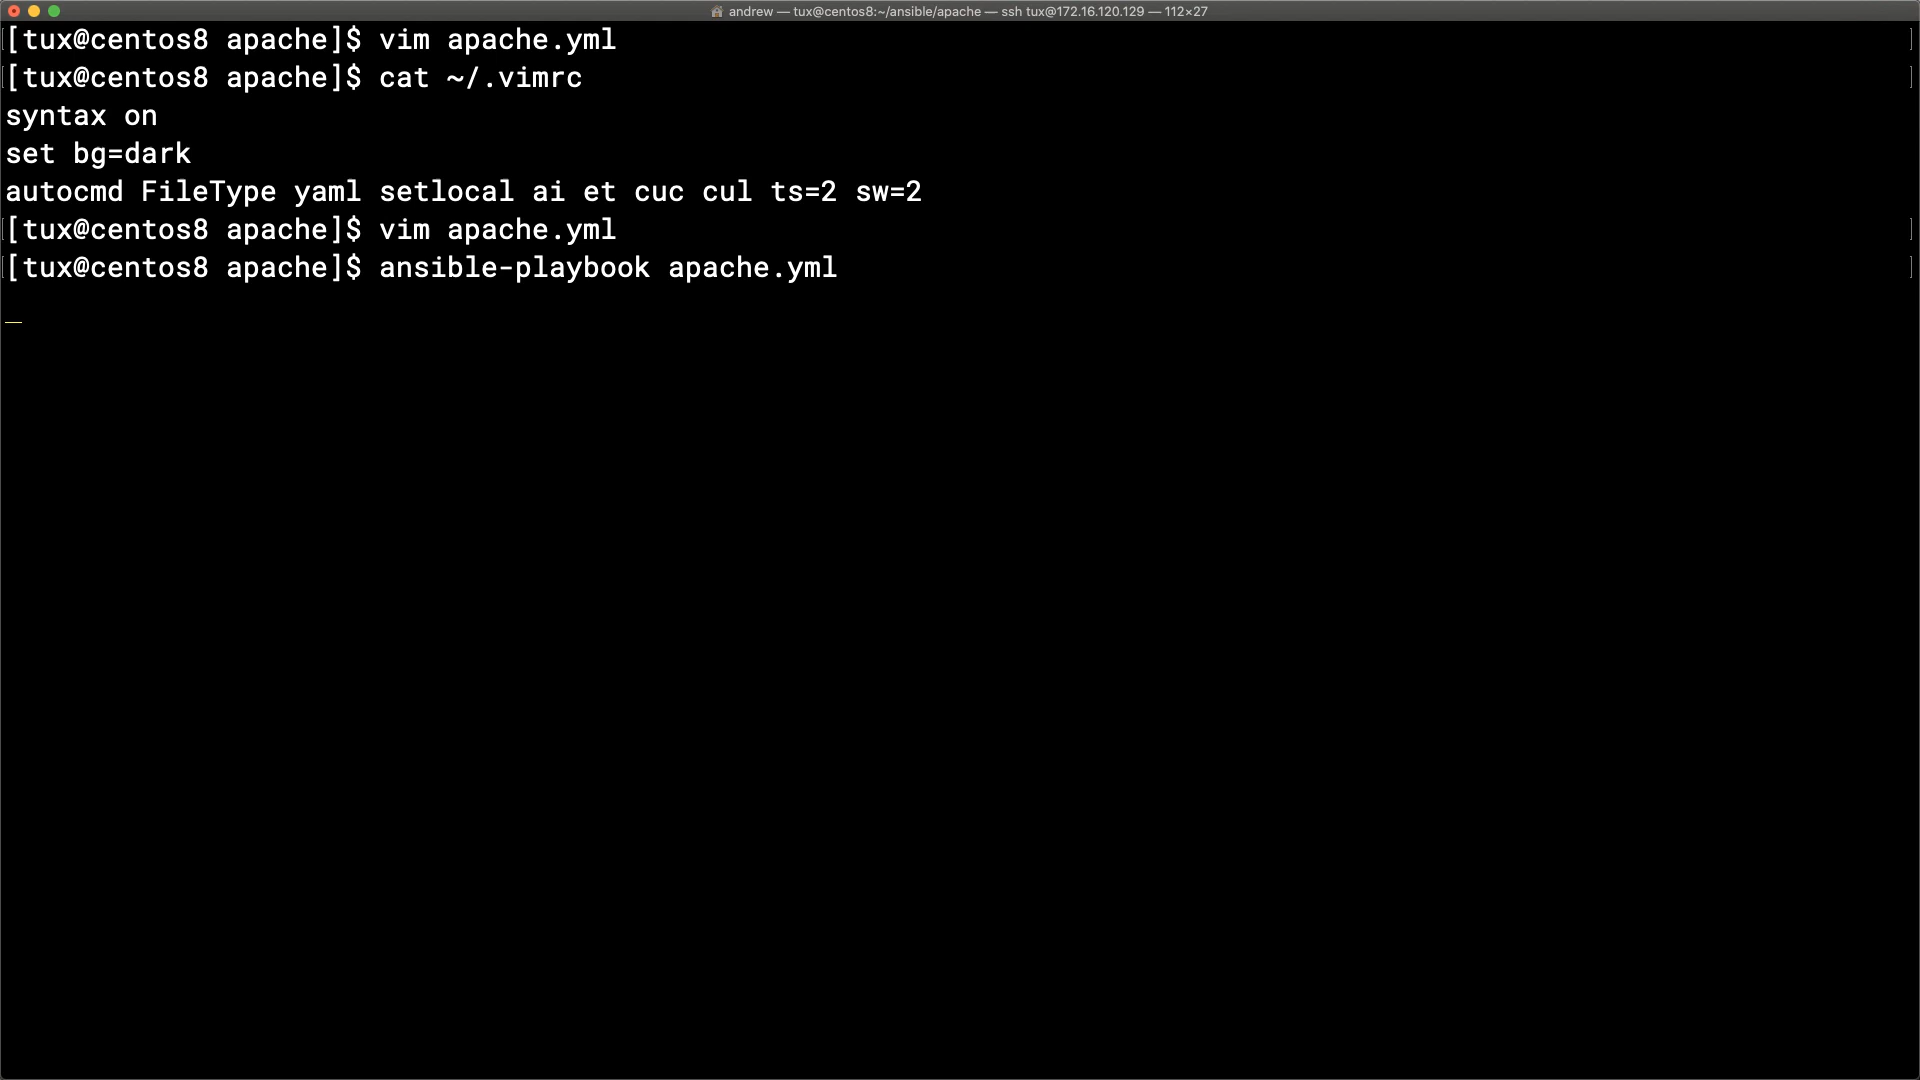 andrew — tux@centos8:~/ansible/apache — ssh tux@172.16.120.129 — 112×27
[tux@centos8 apache]$ vim apache.yml
[tux@centos8 apache]$ cat ~/.vimrc
syntax on
set bg=dark
autocmd FileType yaml setlocal ai et cuc cul ts=2 sw=2
[tux@centos8 apache]$ vim apache.yml
[tux@centos8 apache]$ ansible-playbook apache.yml